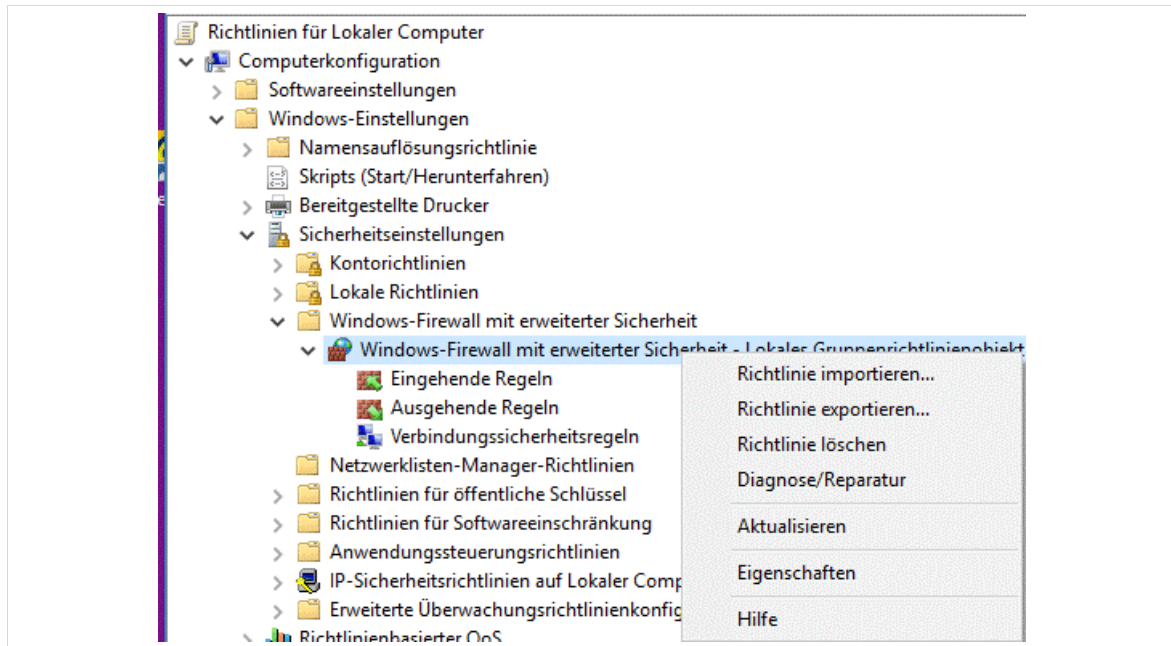 Richtlinien für Lokaler Computer
Computerkonfiguration
Softwareeinstellungen
Windows-Einstellungen
Namensauflösungsrichtlinie
Skripts (Start/Herunterfahren)
Bereitgestellte Drucker
Sicherheitseinstellungen
Kontorichtlinien
Lokale Richtlinien
Windows-Firewall mit erweiterter Sicherheit
Windows-Firewall mit erweiterter Sicherheit - Lokales Gruppenrichtlinienobjekt
Eingehende Regeln
Ausgehende Regeln
Verbindungssicherheitsregeln
Netzwerklisten-Manager-Richtlinien
Richtlinien für öffentliche Schlüssel
Richtlinien für Softwareeinschränkung
Anwendungssteuerungsrichtlinien
IP-Sicherheitsrichtlinien auf Lokaler Comp
Erweiterte Überwachungsrichtlinienkonfig
Richtlinienbasierter QoS
Richtlinie importieren...
Richtlinie exportieren...
Richtlinie löschen
Diagnose/Reparatur
Aktualisieren
Eigenschaften
Hilfe